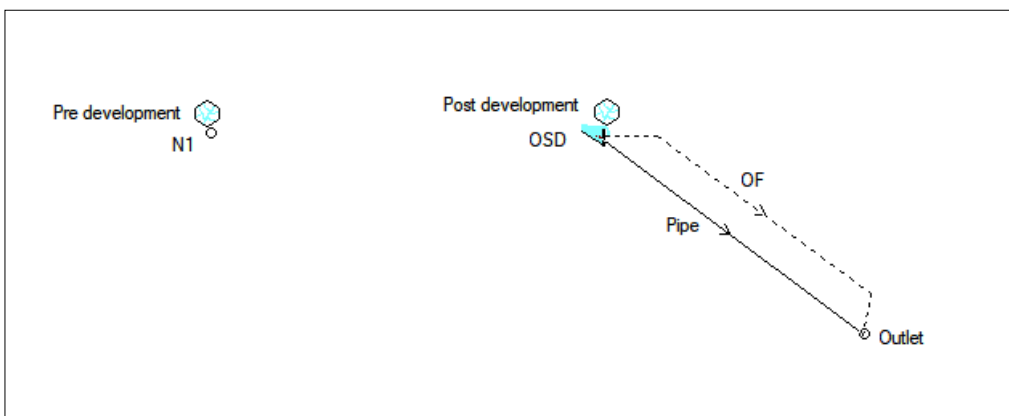 Pre development
N1
Post development
OSD
OF
Pipe
Outlet